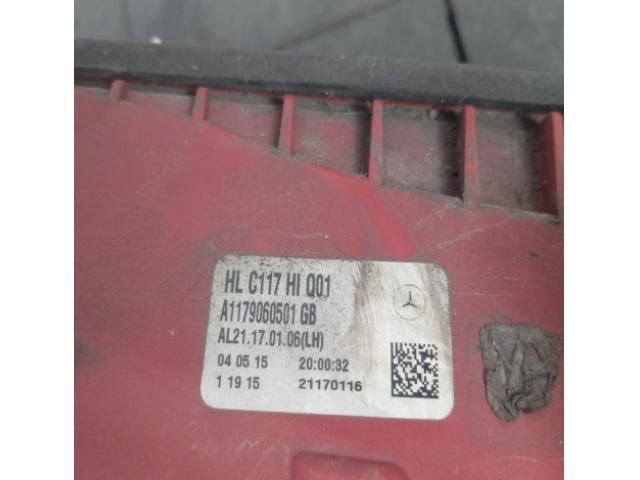 HL C117 HI Q01
A1179060501 GB
AL21.17.01.06(LH)
04 05 15 20:00:32
1 19 15 21170116